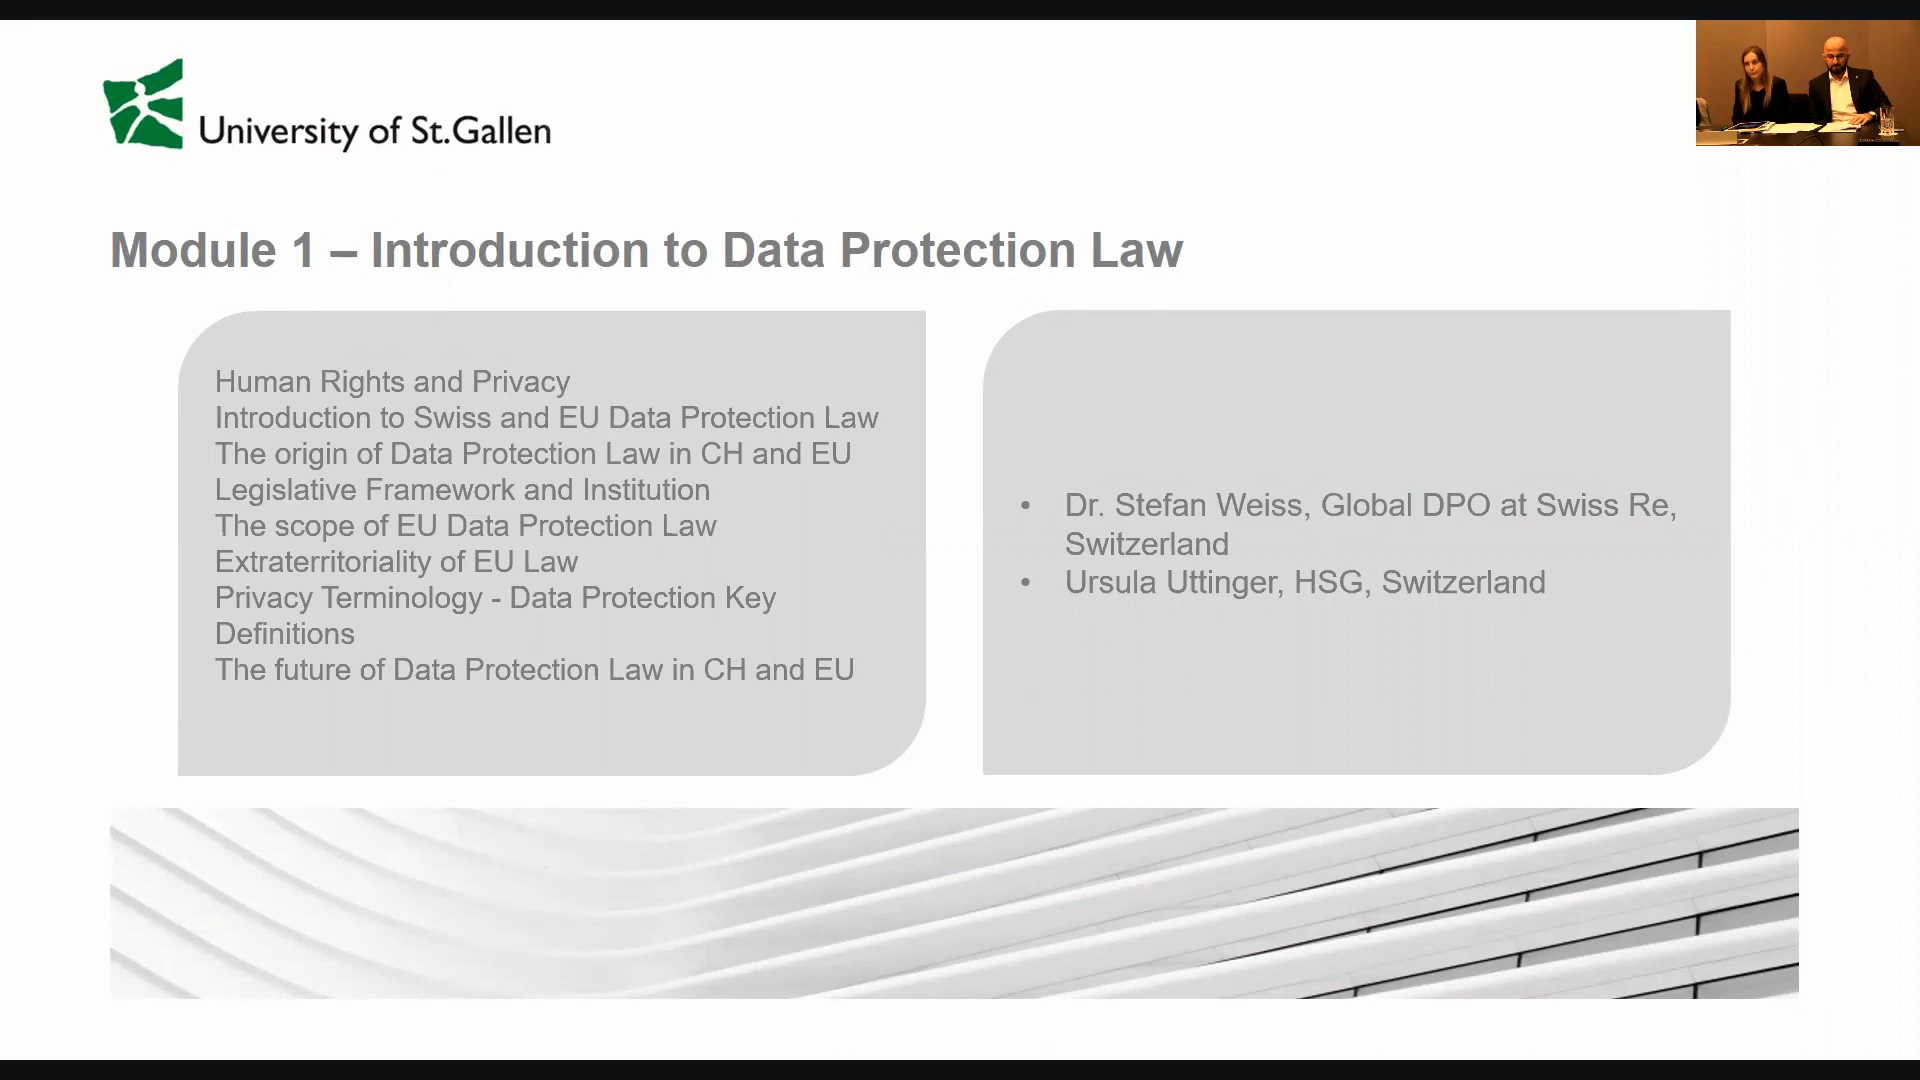 University of St.Gallen
Module 1 – Introduction to Data Protection Law
Human Rights and Privacy
Introduction to Swiss and EU Data Protection Law
The origin of Data Protection Law in CH and EU
Legislative Framework and Institution
The scope of EU Data Protection Law
Extraterritoriality of EU Law
Privacy Terminology - Data Protection Key
Definitions
The future of Data Protection Law in CH and EU
• Dr. Stefan Weiss, Global DPO at Swiss Re,
Switzerland
• Ursula Uttinger, HSG, Switzerland